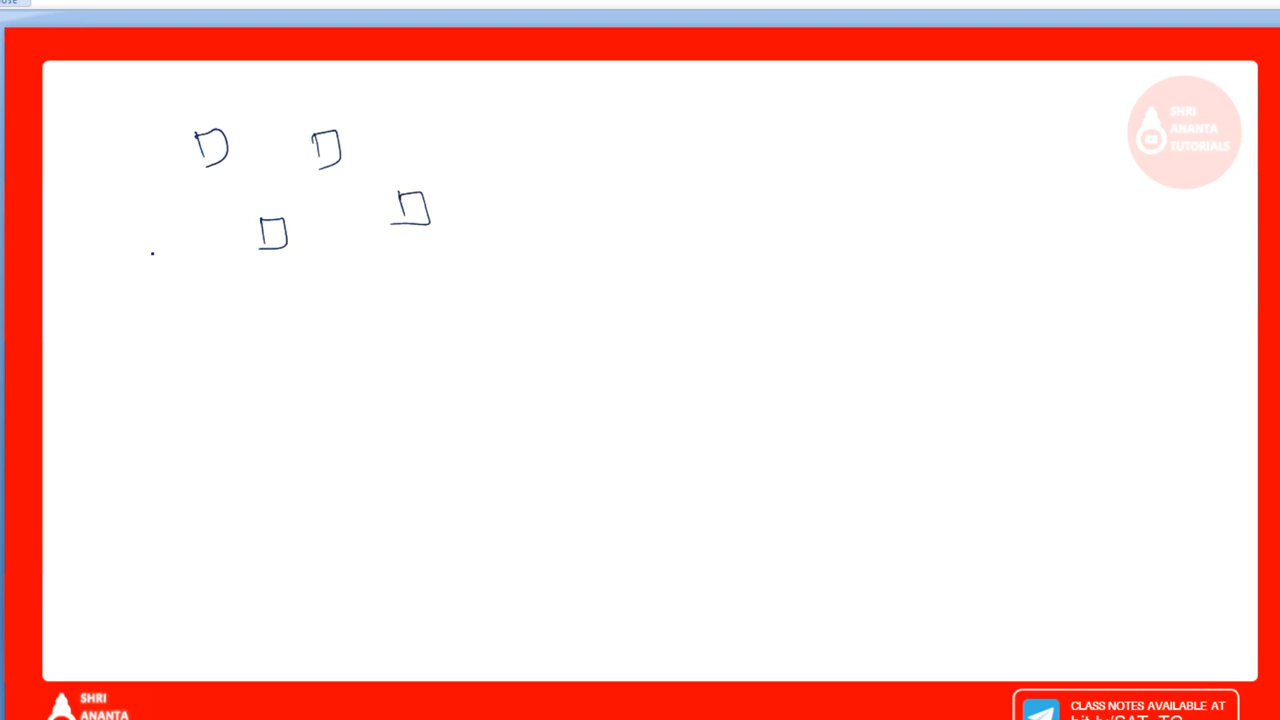 SHRI
ANANTA
TUTORIALS
SHRI
ANANTA
CLASS NOTES AVAILABLE AT